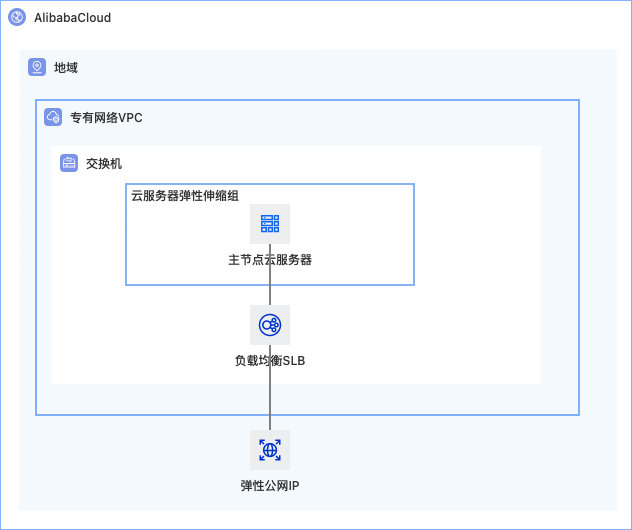 AlibabaCloud
地域
专有网络VPC
交换机
云服务器弹性伸缩组
主节点云服务器
负载均衡SLB
弹性公网IP